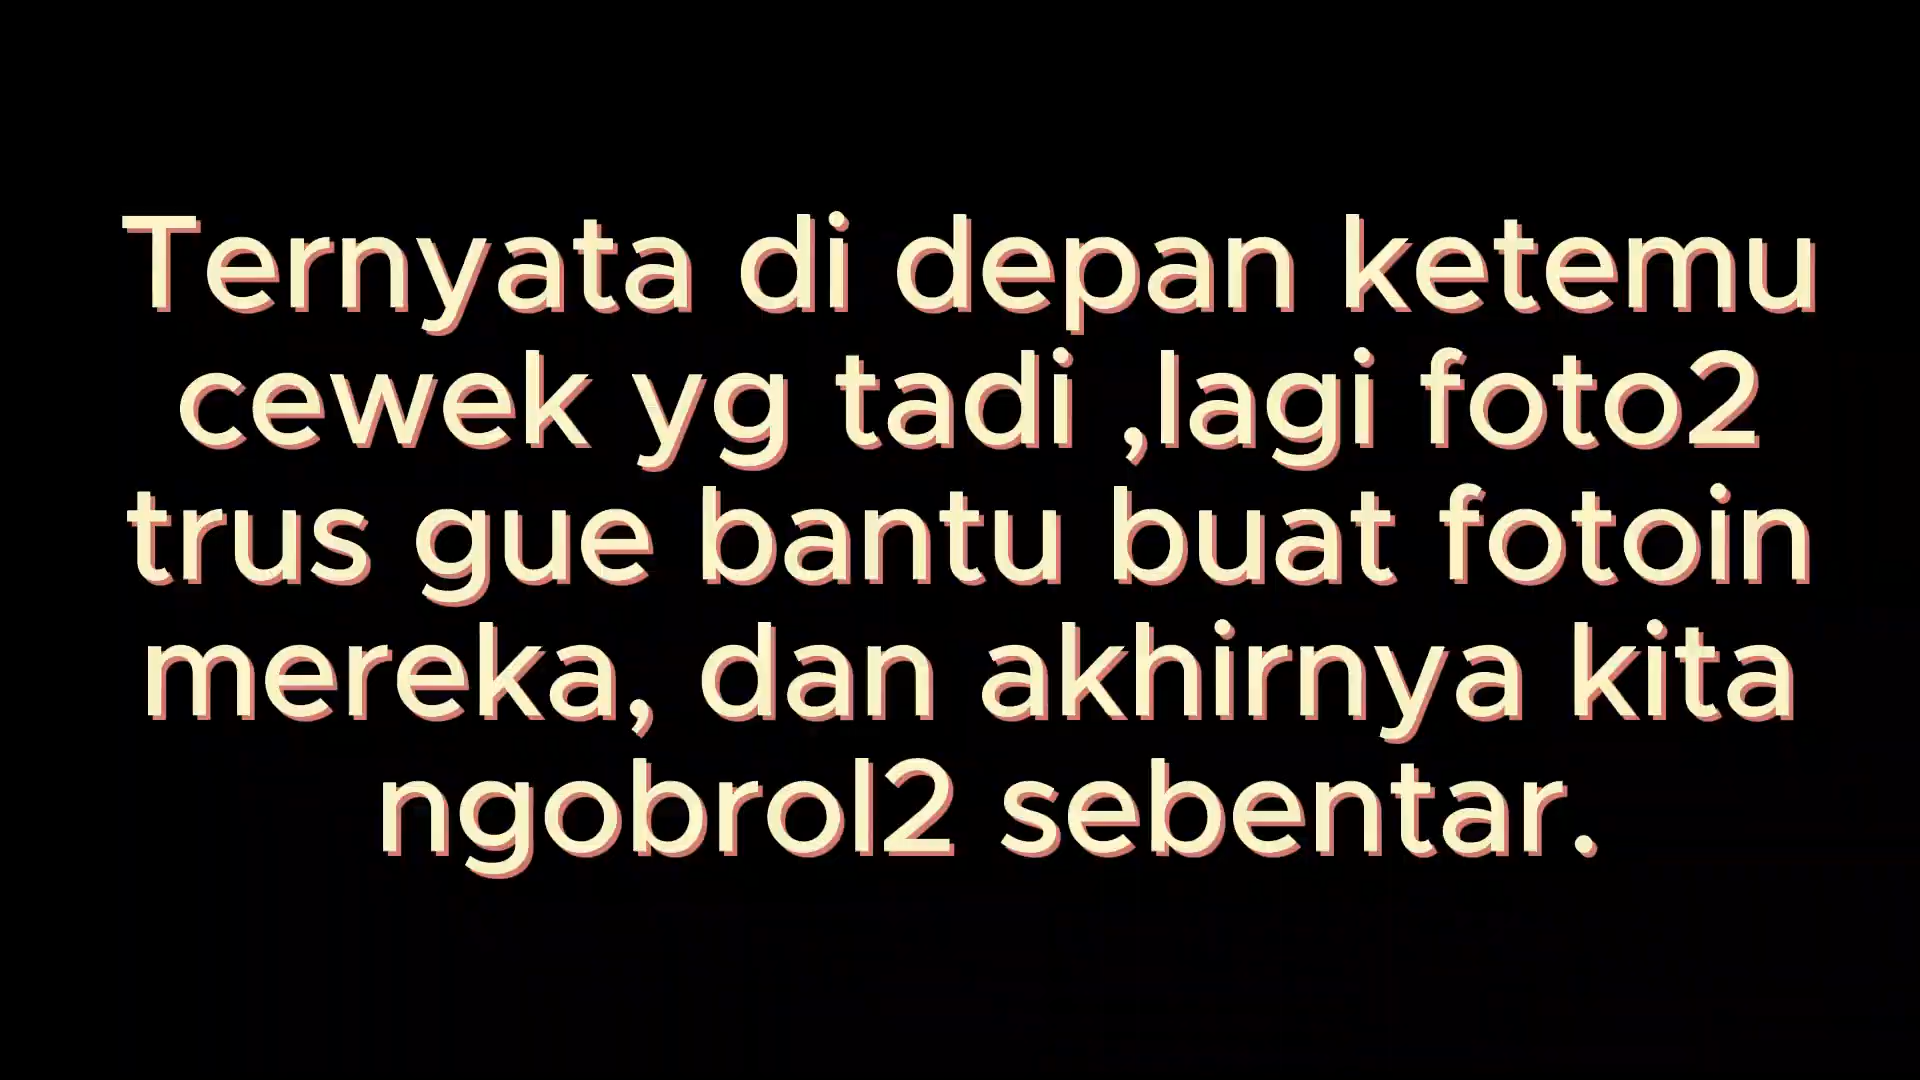 Ternyata di depan ketemu
cewek yg tadi ,lagi foto2
trus gue bantu buat fotoin
mereka, dan akhirnya kita
ngobrol2 sebentar.